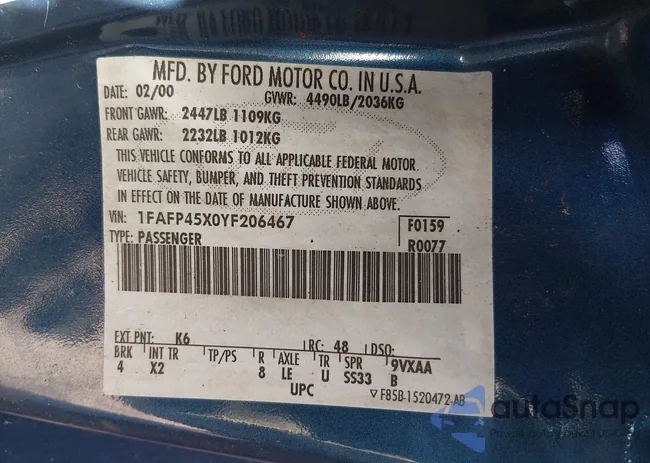 MFD. BY FORD MOTOR CO. IN U.S.A.
DATE: 02/00 GVWR: 4490LB/2036KG
FRONT GAWR: 2447LB 1109KG
REAR GAWR: 2232LB 1012KG
THIS VEHICLE CONFORMS TO ALL APPLICABLE FEDERAL MOTOR
VEHICLE SAFETY, BUMPER, AND THEFT PREVENTION STANDARDS
IN EFFECT ON THE DATE OF MANUFACTURE SHOWN ABOVE.
VIN: 1FAFP45X0YF206467 F0159
TYPE: PASSENGER R0077
EXT PNT: K6 RC: 48 DSO:
BRK INT TR TP/PS R AXLE TR SPR 9VXAA
4 X2 8 LE U SS33 B
UPC ▽F85B-1520472-AB
autoSnap